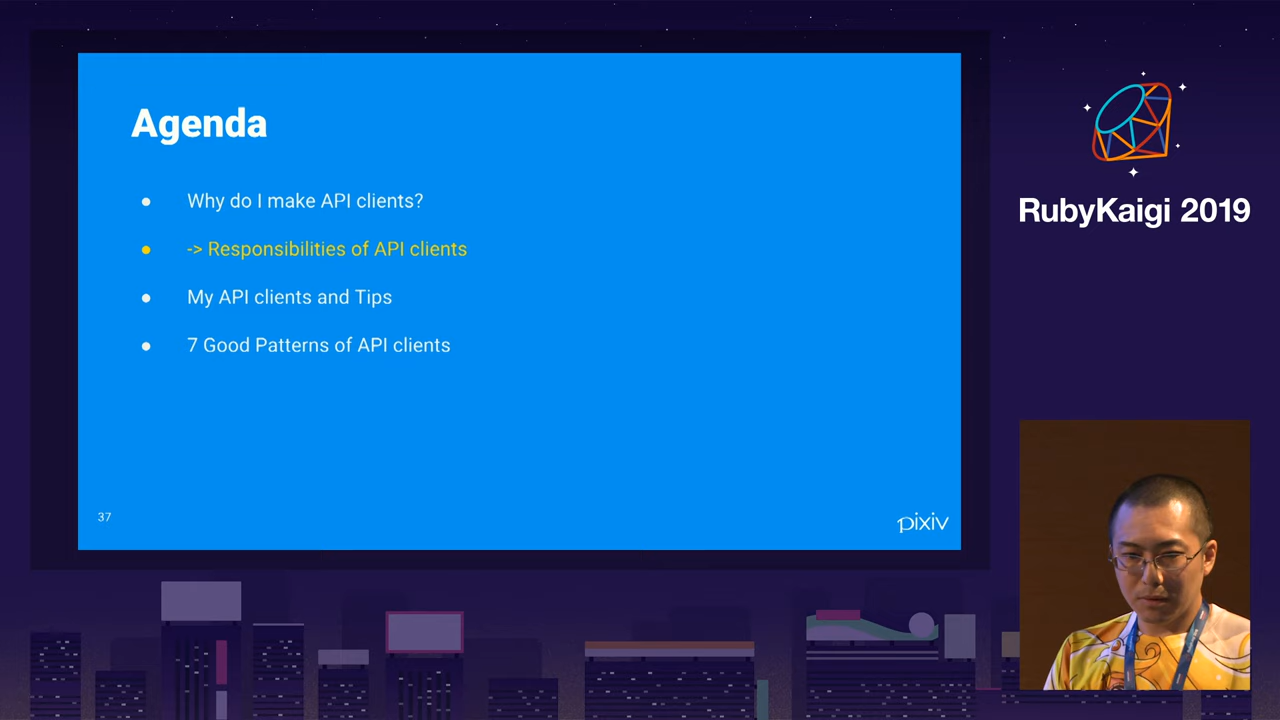 Agenda
● Why do I make API clients?
● -> Responsibilities of API clients
● My API clients and Tips
● 7 Good Patterns of API clients
37
pixiv
RubyKaigi 2019